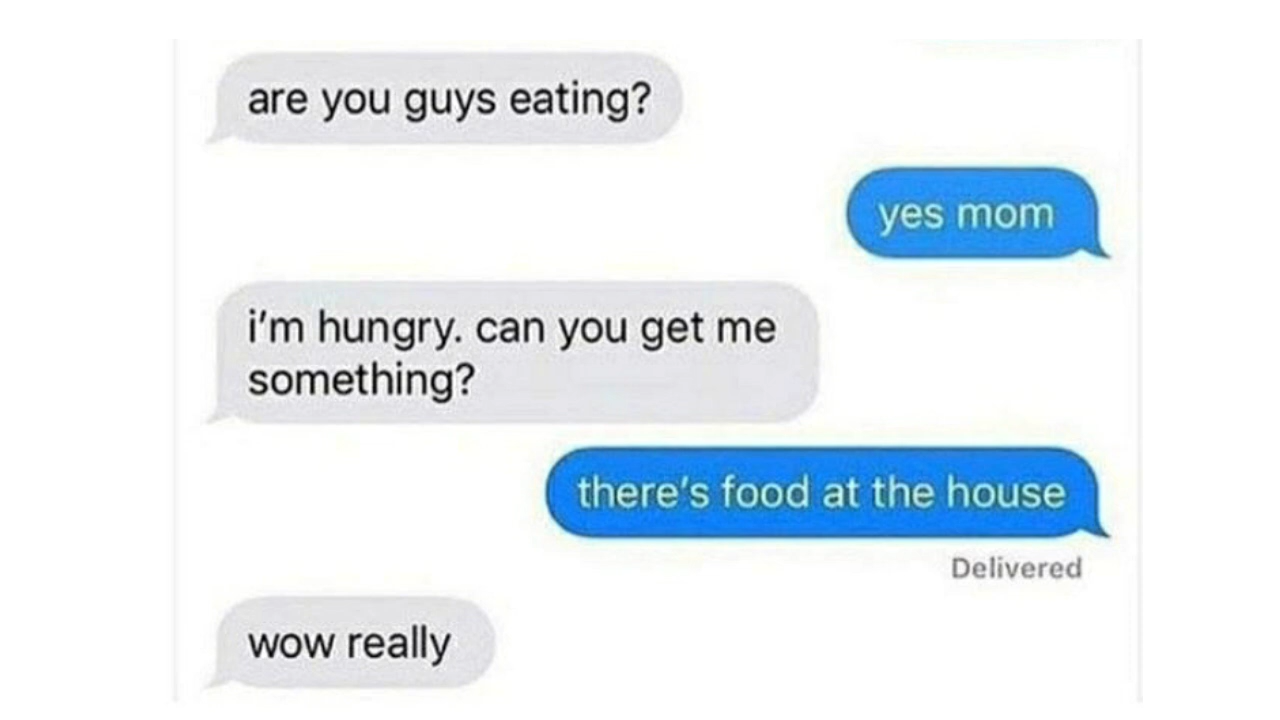 are you guys eating?
yes mom
i'm hungry. can you get me
something?
there's food at the house
Delivered
wow really